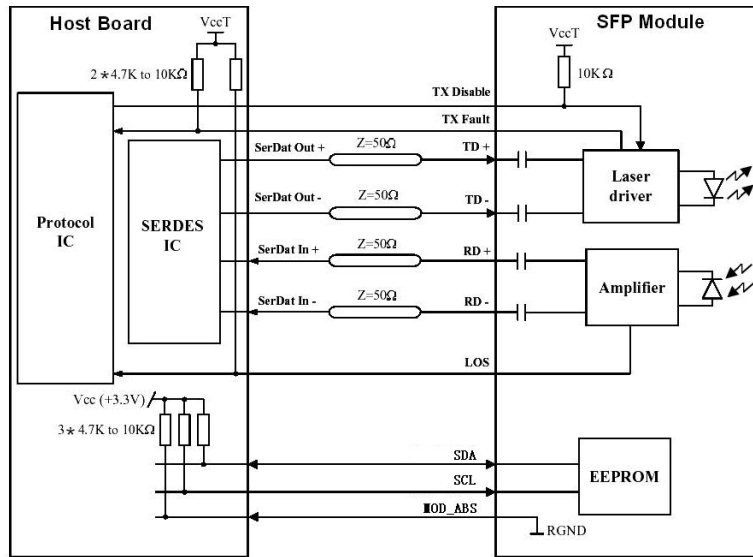 Host Board
SFP Module
VccT
VccT
2*4.7K to 10KΩ
10KΩ
TX Disable
TX Fault
SerDat Out +
Z=50Ω
TD +
SerDat Out -
Z=50Ω
TD -
Laser driver
Protocol IC
SERDES IC
SerDat In +
Z=50Ω
RD +
SerDat In -
Z=50Ω
RD -
Amplifier
LOS
Vcc (+3.3V)
3*4.7K to 10KΩ
SDA
SCL
MOD_ABS
EEPROM
RGND